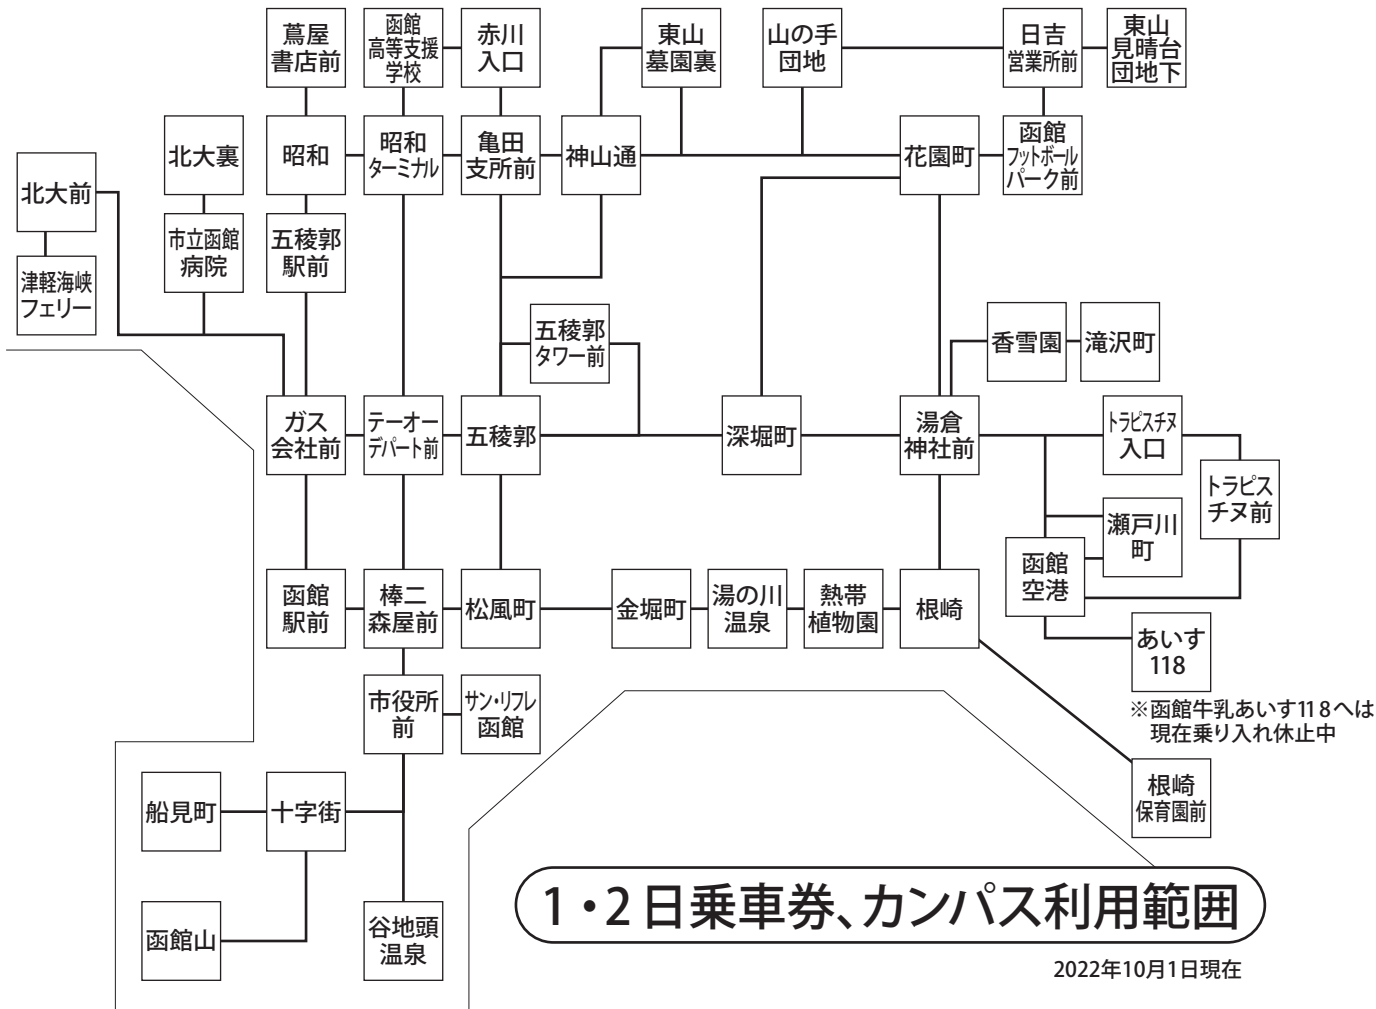 蔦屋
書店前
函館
高等支援
学校
赤川
入口
東山
墓園裏
山の手
団地
日吉
営業所前
東山
見晴台
団地下
北大前
北大裏
昭和
昭和
ターミナル
亀田
支所前
神山通
花園町
函館
フットボール
パーク前
津軽海峡
フェリー
市立函館
病院
五稜郭
駅前
五稜郭
タワー前
香雪園
滝沢町
ガス
会社前
テーオー
デパート前
五稜郭
深堀町
湯倉
神社前
トラピスチヌ
入口
トラピス
チヌ前
瀬戸川
町
函館
空港
函館
駅前
棒二
森屋前
松風町
金堀町
湯の川
温泉
熱帯
植物園
根崎
あいす
118
※函館牛乳あいす118へは
現在乗り入れ休止中
市役所
前
サン・リフレ
函館
根崎
保育園前
船見町
十字街
函館山
谷地頭
温泉
1・2日乗車券、カンパス利用範囲
2022年10月1日現在